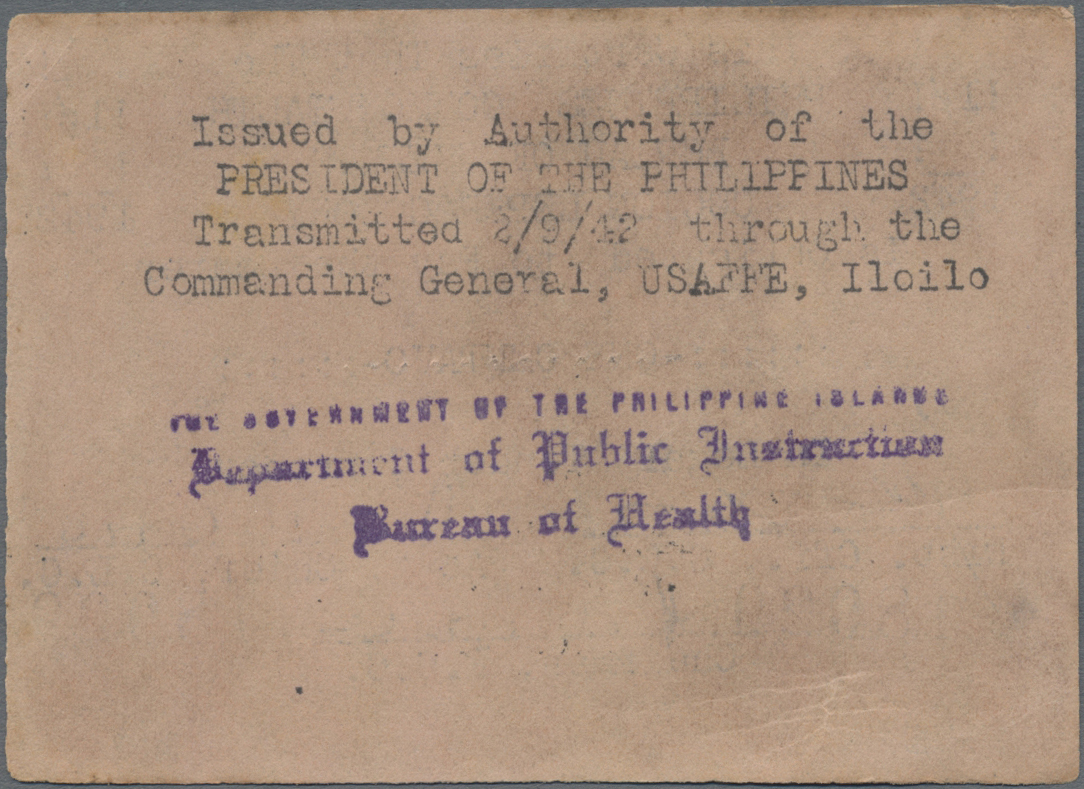 Issued by Authority of the
PRESIDENT OF THE PHILIPPINES
Transmitted 2/9/42 through the
Commanding General, USAFFE, Iloilo
THE GOVERNMENT OF THE PHILIPPINE ISLANDS
Department of Public Instruction
Bureau of Health